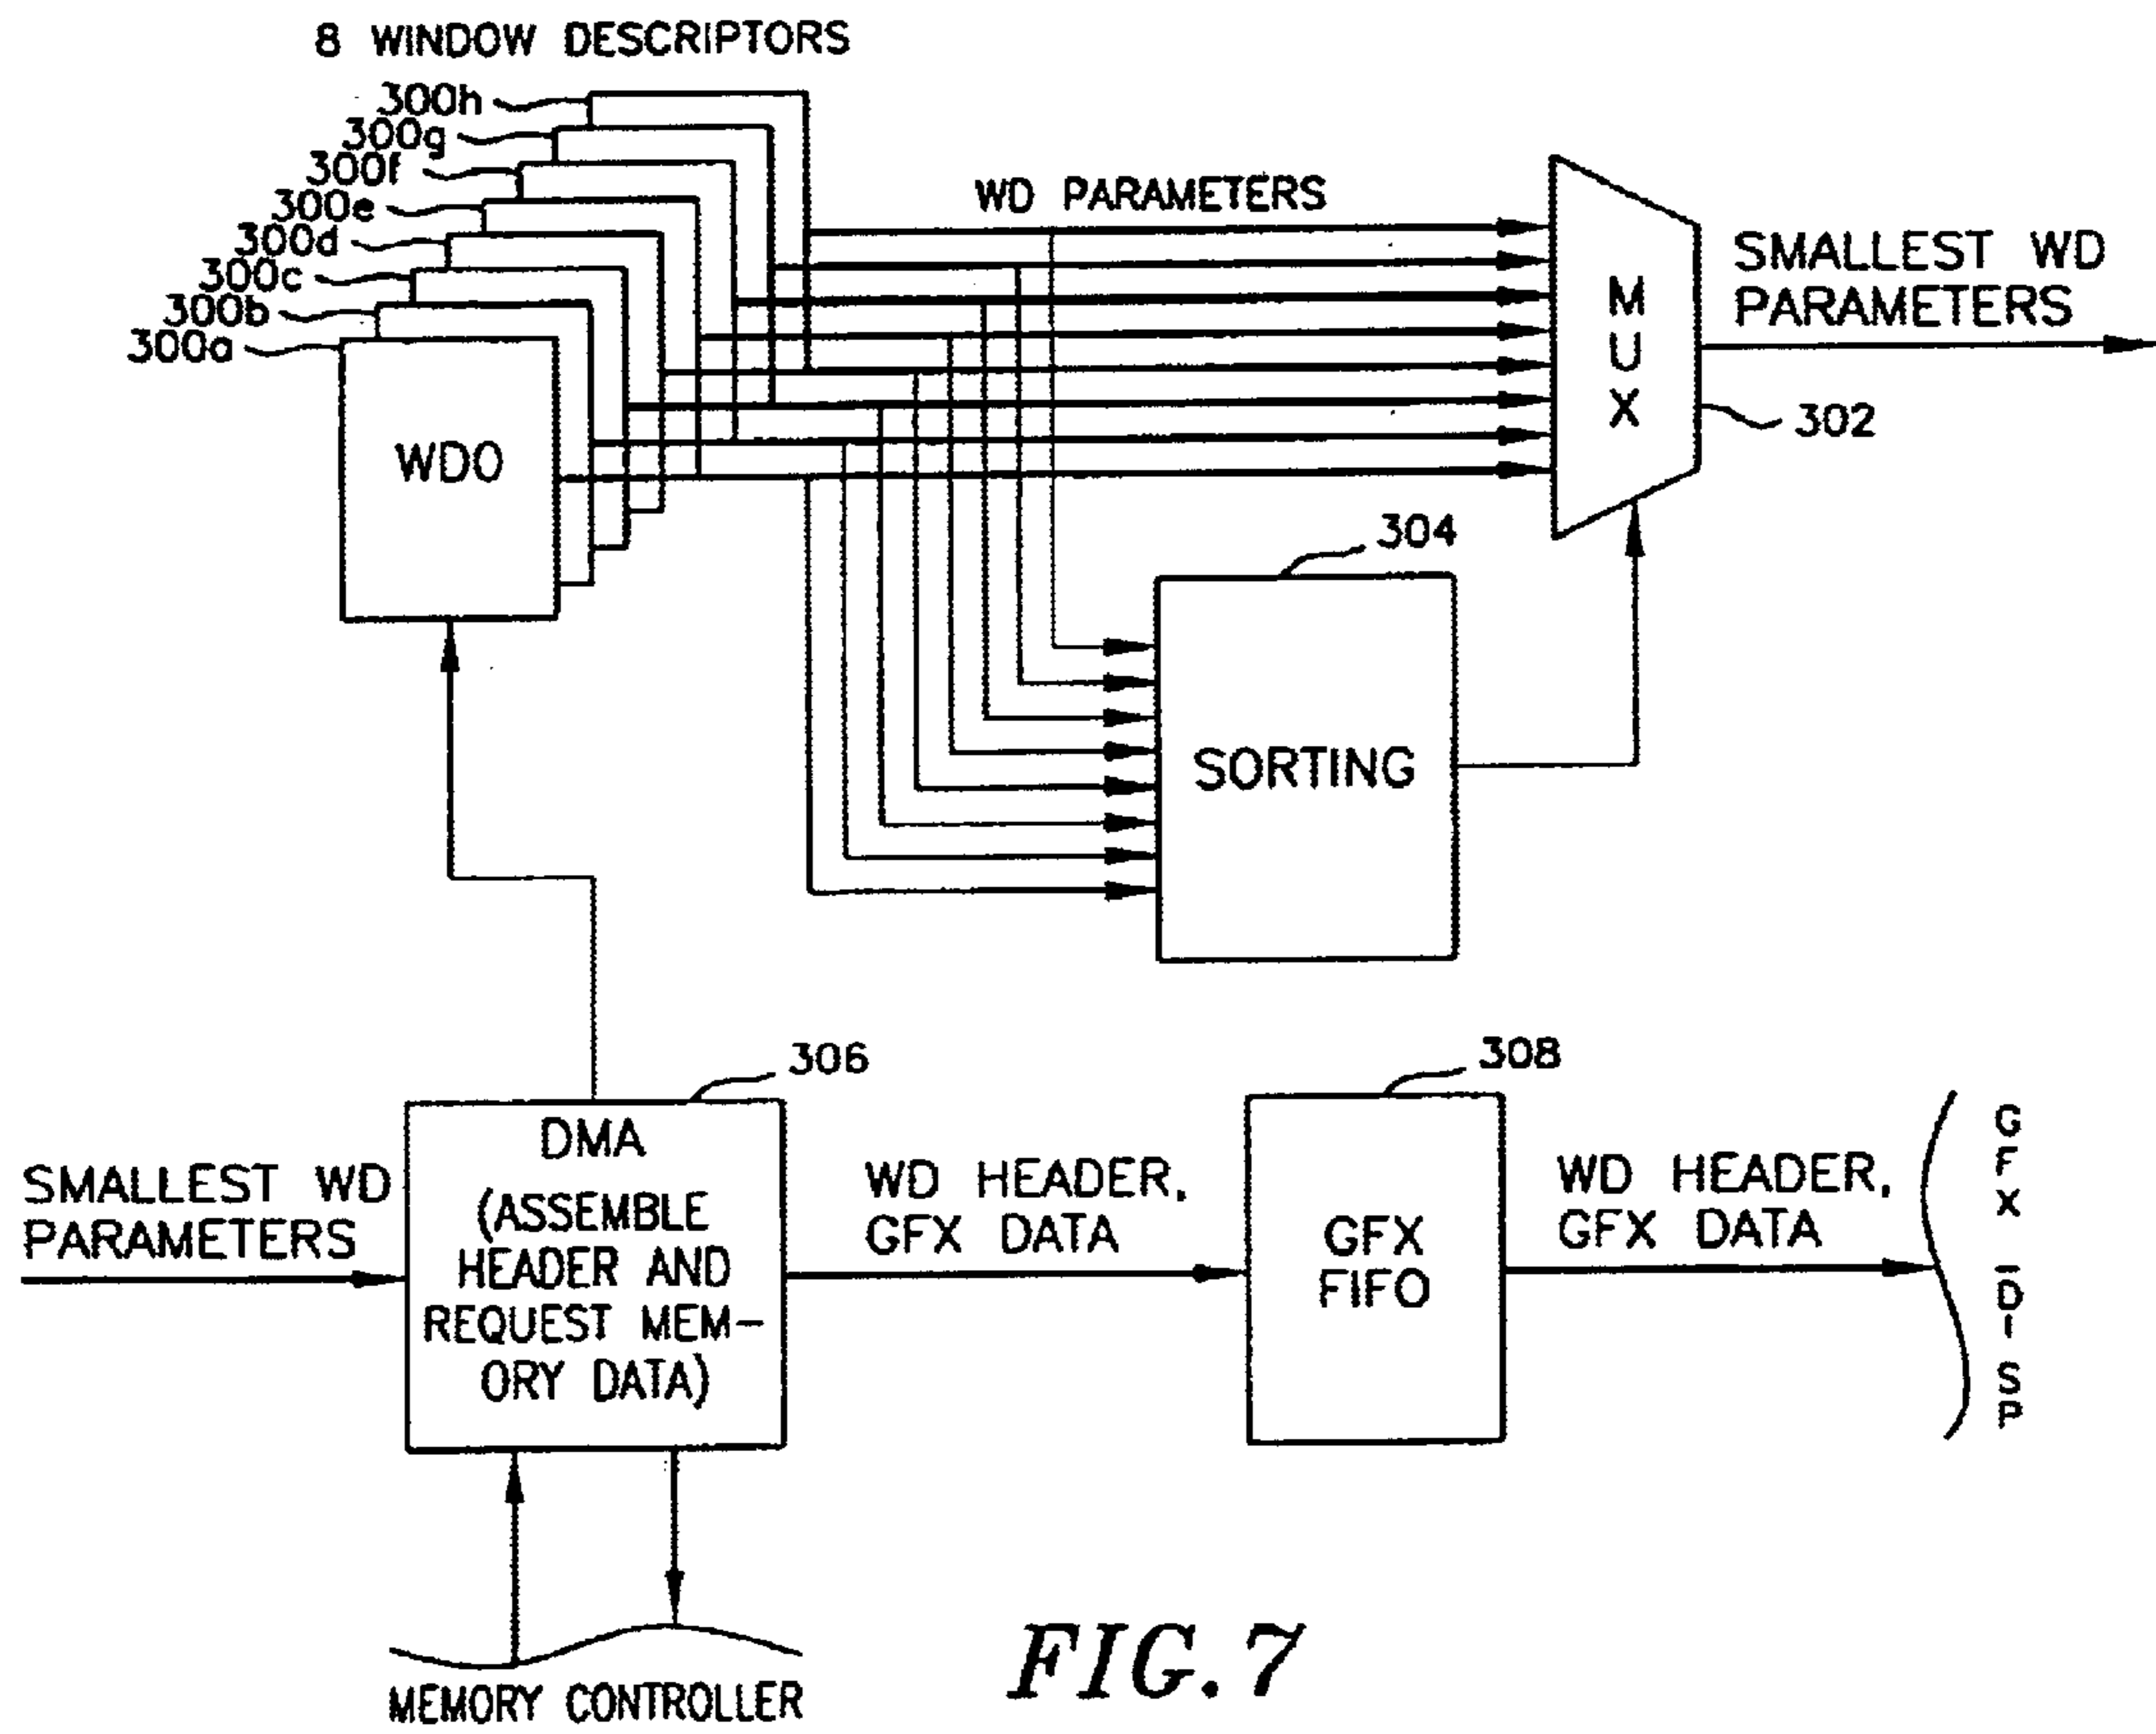 8 WINDOW DESCRIPTORS
300h
300g
300f
300e
300d
300c
300b
300a
WD0
WD PARAMETERS
MUX
SMALLEST WD
PARAMETERS
302
304
SORTING
306
DMA
(ASSEMBLE
HEADER AND
REQUEST MEM-
ORY DATA)
SMALLEST WD
PARAMETERS
WD HEADER,
GFX DATA
308
GFX
FIFO
WD HEADER,
GFX DATA
GFX_DISP
MEMORY CONTROLLER
FIG. 7